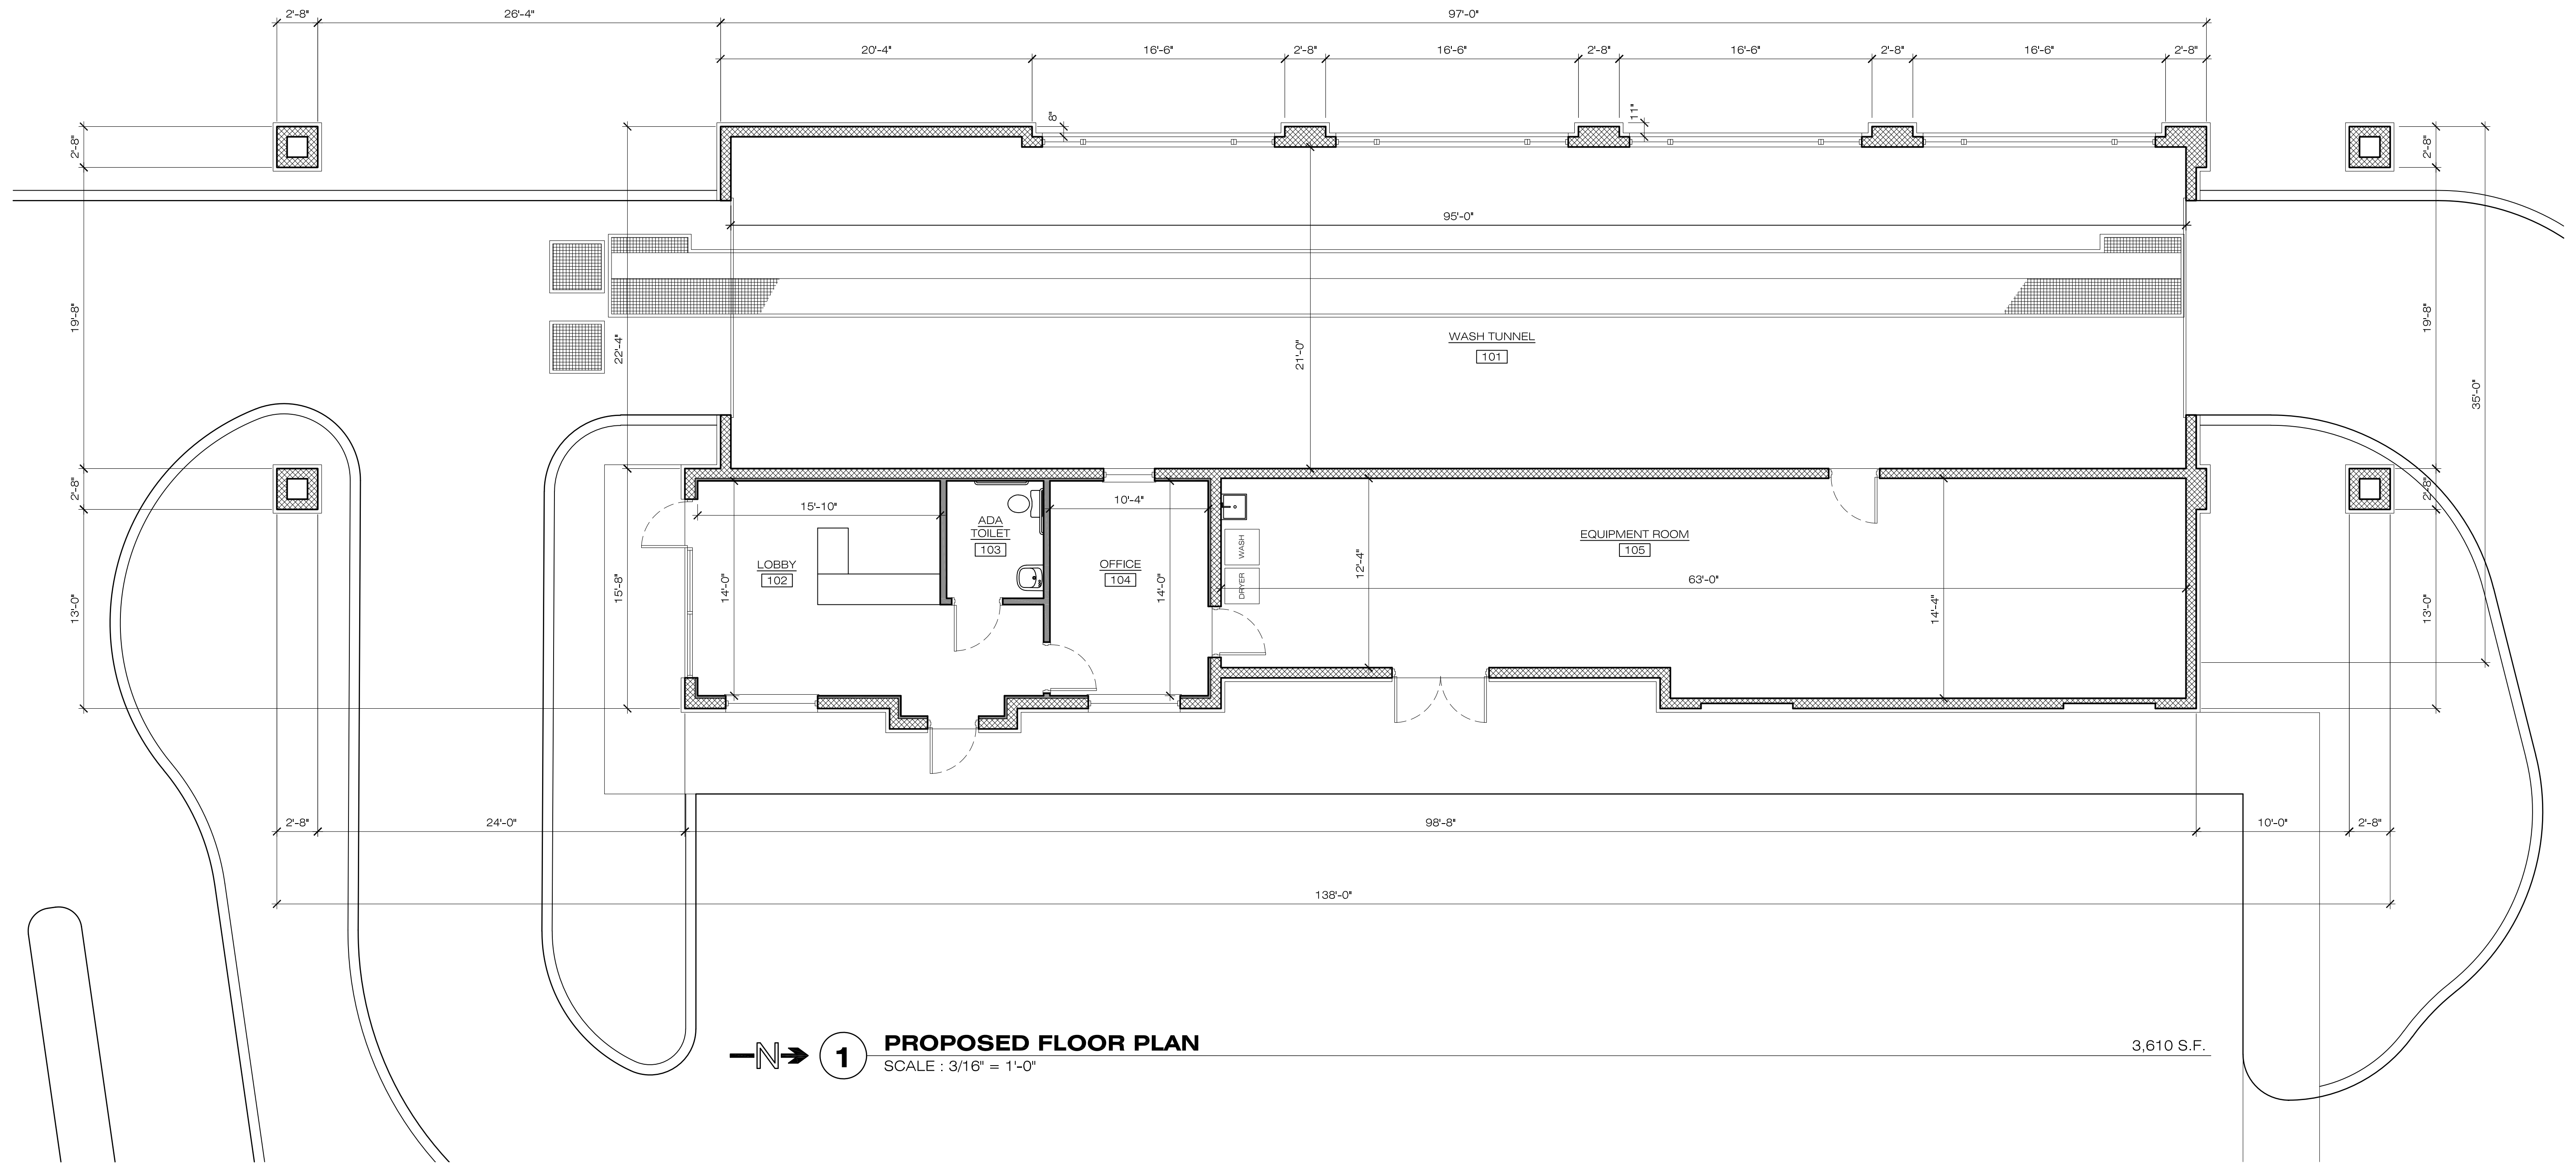 2'-8" 26'-4" 97'-0"
20'-4" 16'-6" 2'-8" 16'-6" 2'-8" 16'-6" 2'-8" 16'-6" 2'-8"
8" 11"
2'-8" 2'-8"
95'-0"
19'-8" 22'-4" 21'-0" 19'-8"
WASH TUNNEL
101
35'-0"
2'-8" 2'-8"
15'-10" 10'-4"
ADA
TOILET
103
EQUIPMENT ROOM
105
WASH
DRYER
LOBBY
102
OFFICE
104
12'-4"
63'-0"
13'-0" 15'-8" 14'-0" 14'-0" 14'-4" 13'-0"
2'-8" 24'-0" 98'-8" 10'-0" 2'-8"
138'-0"
N 1 PROPOSED FLOOR PLAN
3,610 S.F.
SCALE : 3/16" = 1'-0"